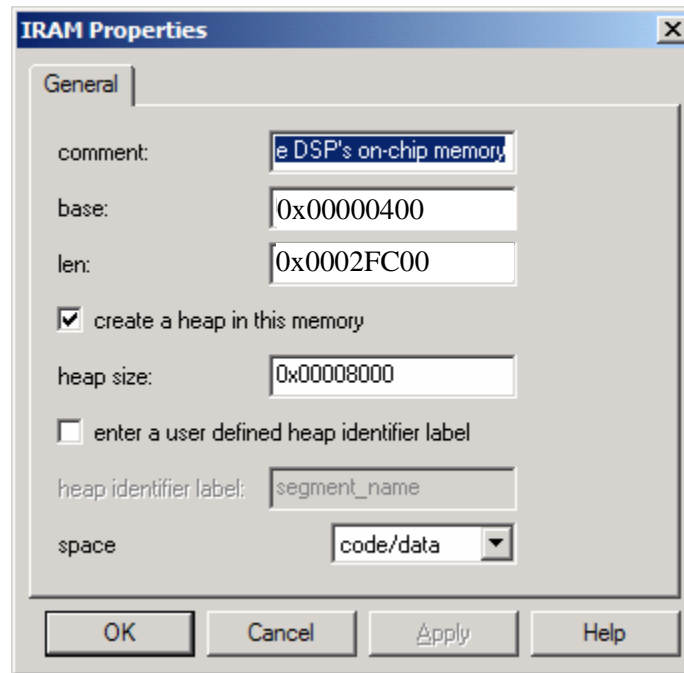 IRAM Properties
General
comment: e DSP's on-chip memory
base: 0x00000400
len: 0x0002FC00
create a heap in this memory
heap size: 0x00008000
enter a user defined heap identifier label
heap identifier label: segment_name
space code/data
OK Cancel Apply Help